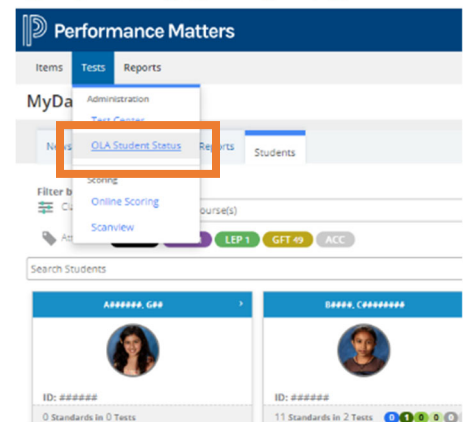 Performance Matters
Items Tests Reports
MyDa
Administration
Test Center
News
OLA Student Status
Reports
Students
Scoring
Filter b
Online Scoring
ourse(s)
Scanview
LEP 1 GFT 49 ACC
Search Students
A######, G## B####, C########
ID: ###### ID: ######
0 Standards in 0 Tests 11 Standards in 2 Tests 0 1 0 0 0